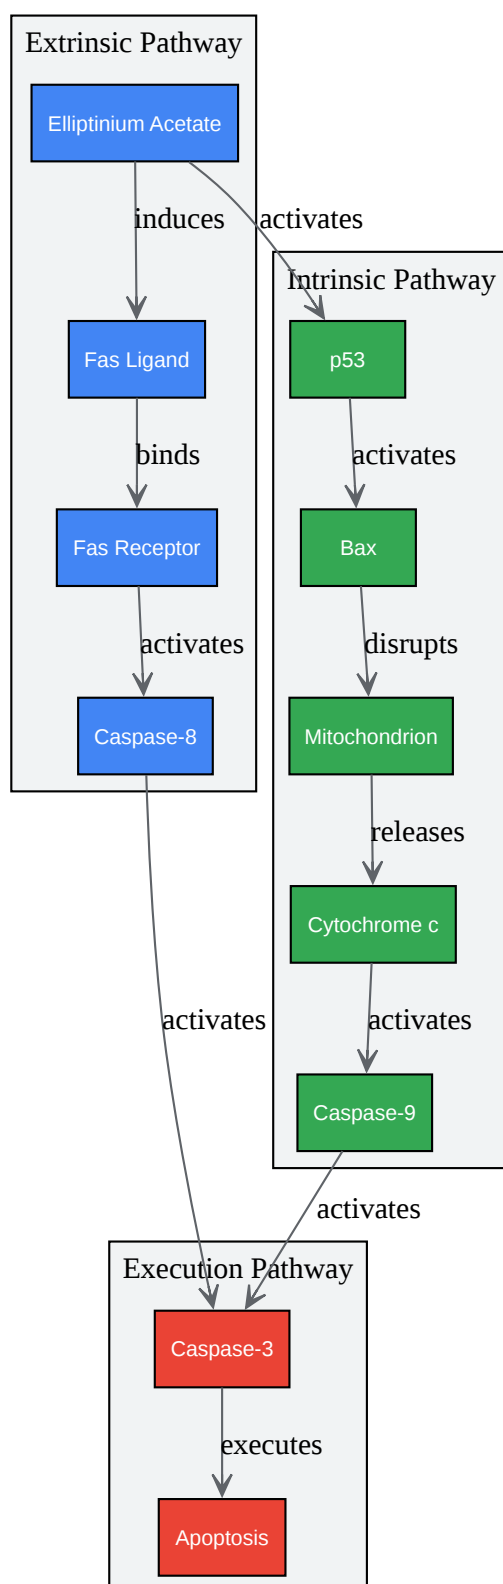 Extrinsic Pathway
Elliptinium Acetate
induces
activates
Intrinsic Pathway
Fas Ligand
p53
binds
activates
Fas Receptor
Bax
activates
disrupts
Caspase-8
Mitochondrion
releases
Cytochrome c
activates
activates
Caspase-9
activates
Execution Pathway
Caspase-3
executes
Apoptosis